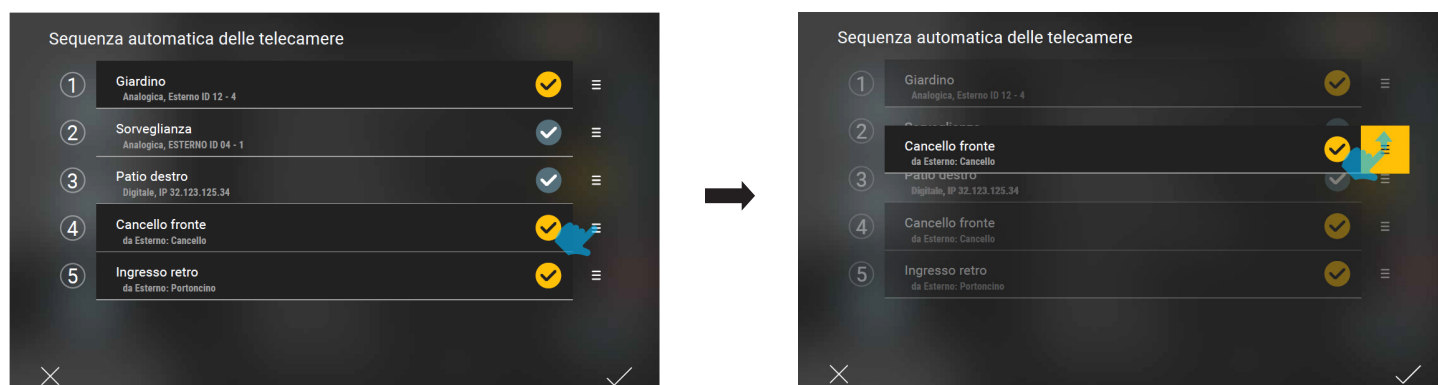 Sequenza automatica delle telecamere
1
Giardino
Analogica, Esterno ID 12 - 4
2
Sorveglianza
Analogica, ESTERNO ID 04 - 1
3
Patio destro
Digitale, IP 32.123.125.34
4
Cancello fronte
da Esterno: Cancello
5
Ingresso retro
da Esterno: Portoncino
Sequenza automatica delle telecamere
1
Giardino
Analogica, Esterno ID 12 - 4
2
Sorveglianza
Cancello fronte
da Esterno: Cancello
3
Patio destro
Digitale, IP 32.123.125.34
4
Cancello fronte
da Esterno: Cancello
5
Ingresso retro
da Esterno: Portoncino